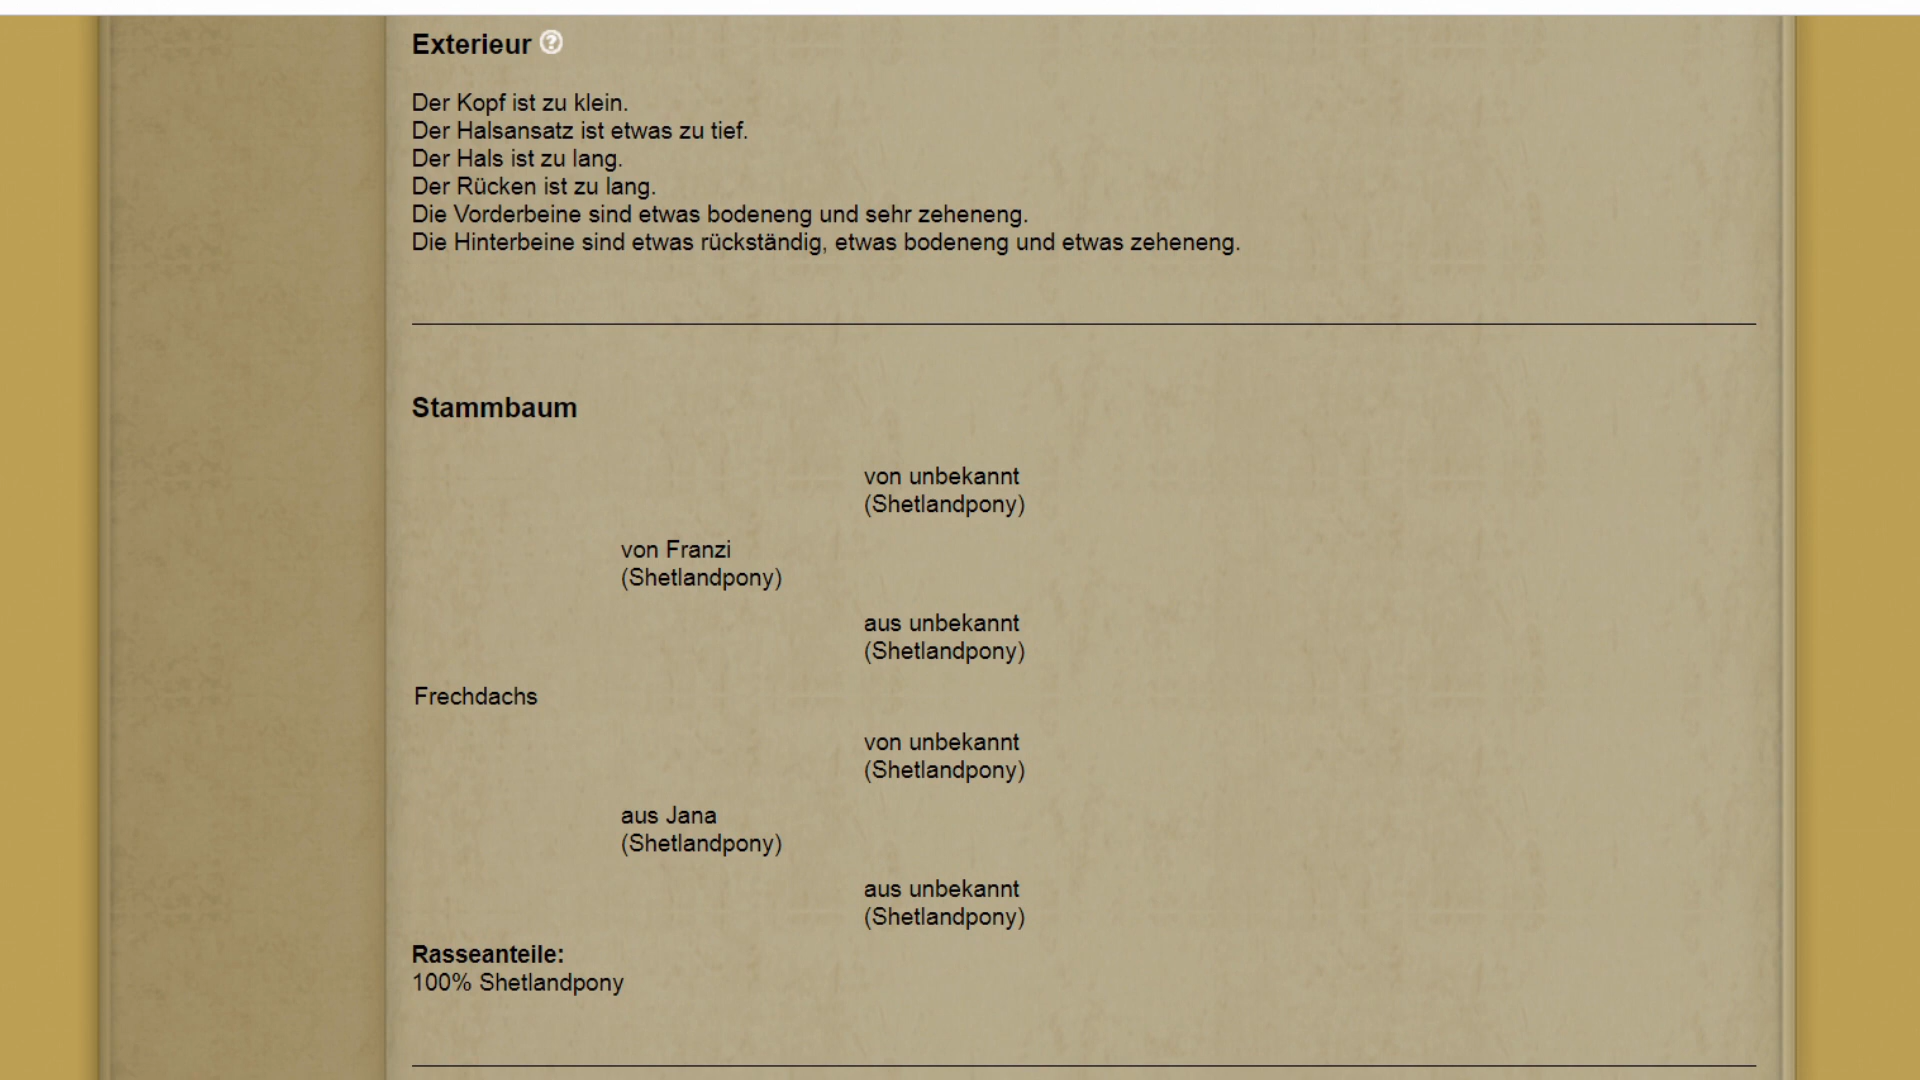 Exterieur ?
Der Kopf ist zu klein.
Der Halsansatz ist etwas zu tief.
Der Hals ist zu lang.
Der Rücken ist zu lang.
Die Vorderbeine sind etwas bodeneng und sehr zeheneng.
Die Hinterbeine sind etwas rückständig, etwas bodeneng und etwas zeheneng.
Stammbaum
von unbekannt
(Shetlandpony)
von Franzi
(Shetlandpony)
aus unbekannt
(Shetlandpony)
Frechdachs
von unbekannt
(Shetlandpony)
aus Jana
(Shetlandpony)
aus unbekannt
(Shetlandpony)
Rasseanteile:
100% Shetlandpony